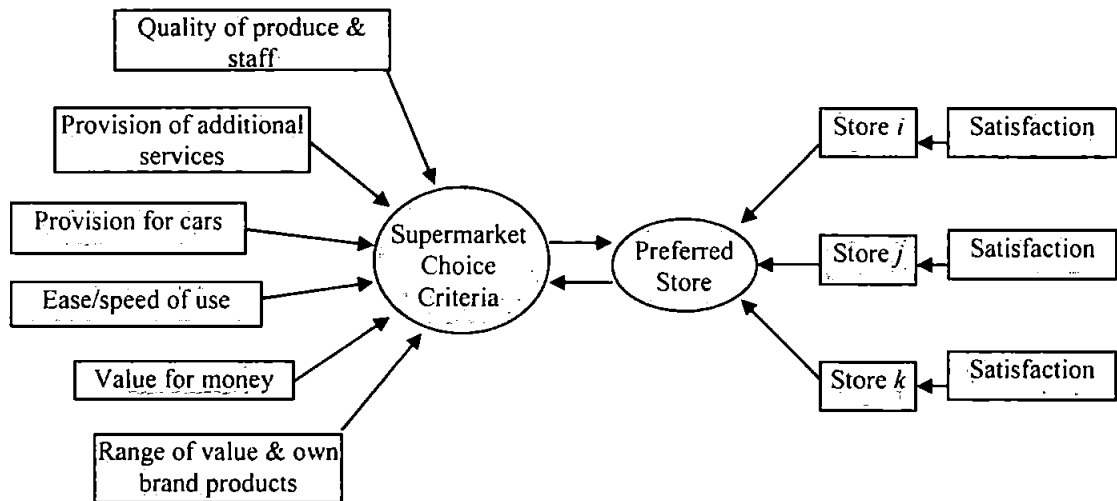 Quality of produce &
staff
Provision of additional
services
Provision for cars
Ease/speed of use
Value for money
Range of value & own
brand products
Supermarket
Choice
Criteria
Preferred
Store
Store i
Satisfaction
Store j
Satisfaction
Store k
Satisfaction